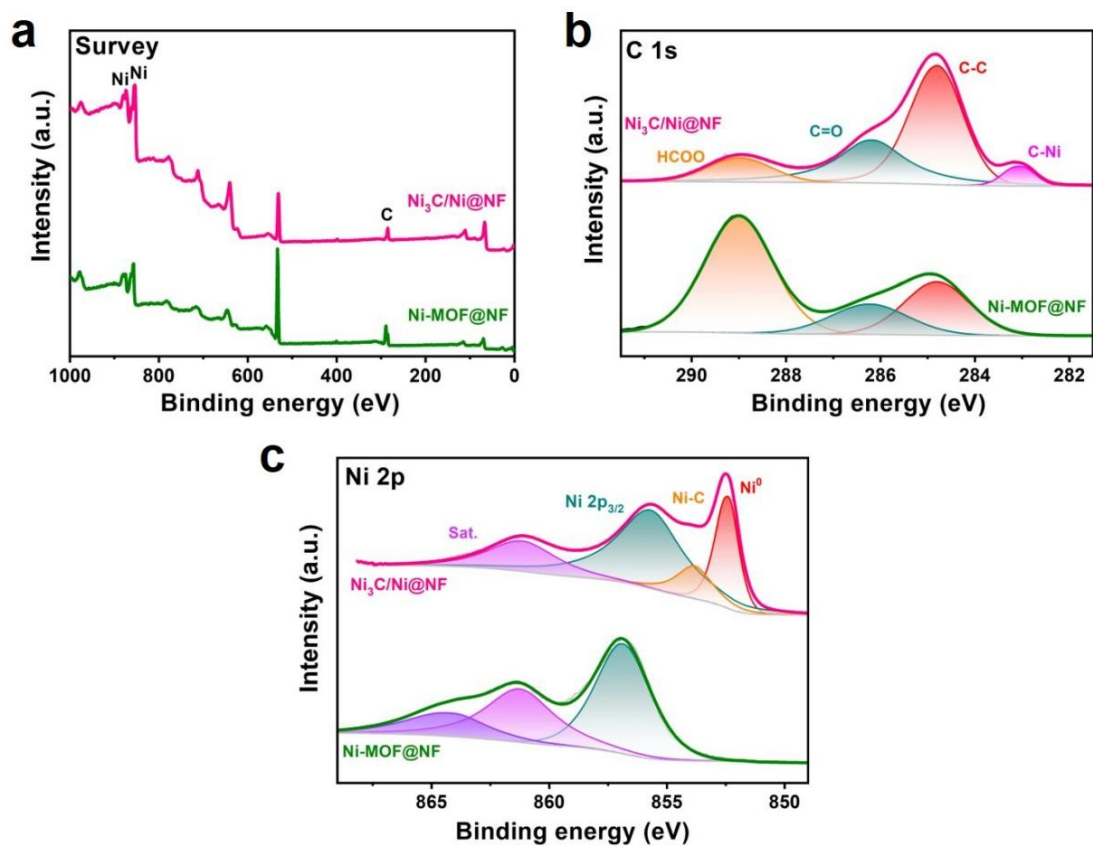 a
Survey
Ni Ni
Ni₃C/Ni@NF
C
Ni-MOF@NF
Intensity (a.u.)
1000 800 600 400 200 0
Binding energy (eV)
b
C 1s
C-C
Ni₃C/Ni@NF
C=O
HCOO
C-Ni
Ni-MOF@NF
Intensity (a.u.)
290 288 286 284 282
Binding energy (eV)
c
Ni 2p
Ni⁰
Ni-C
Ni 2p₃/₂
Sat.
Ni₃C/Ni@NF
Ni-MOF@NF
Intensity (a.u.)
865 860 855 850
Binding energy (eV)